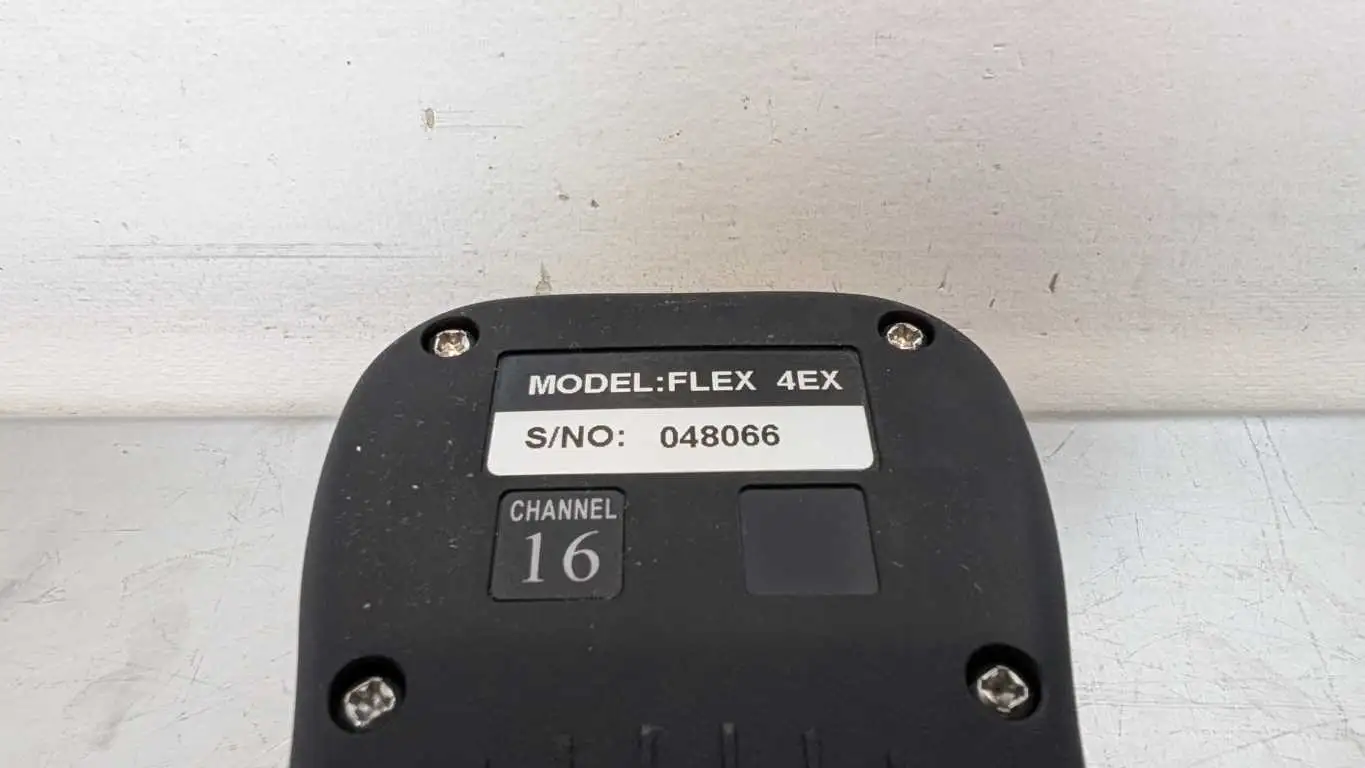 MODEL:FLEX 4EX
S/NO: 048066
CHANNEL
16